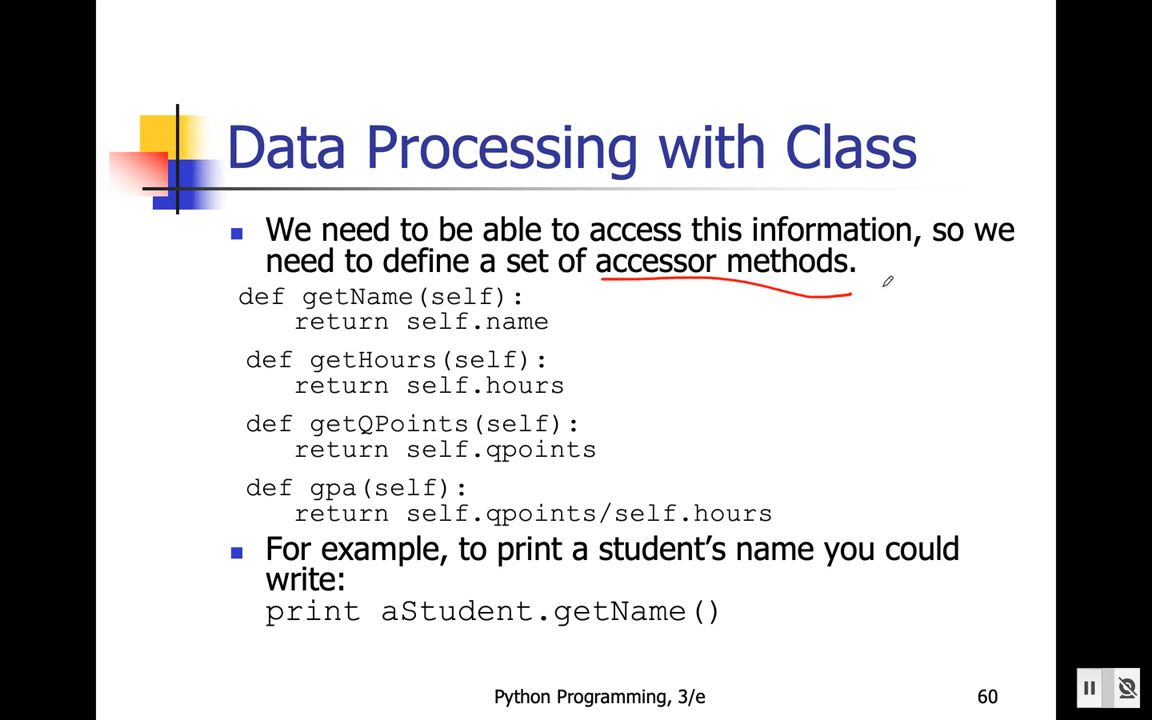 Data Processing with Class
We need to be able to access this information, so we
need to define a set of accessor methods.
def getName(self):
return self.name
def getHours(self):
return self.hours
def getQPoints(self):
return self.qpoints
def gpa(self):
return self.qpoints/self.hours
For example, to print a student's name you could
write:
print aStudent.getName()
Python Programming, 3/e
60